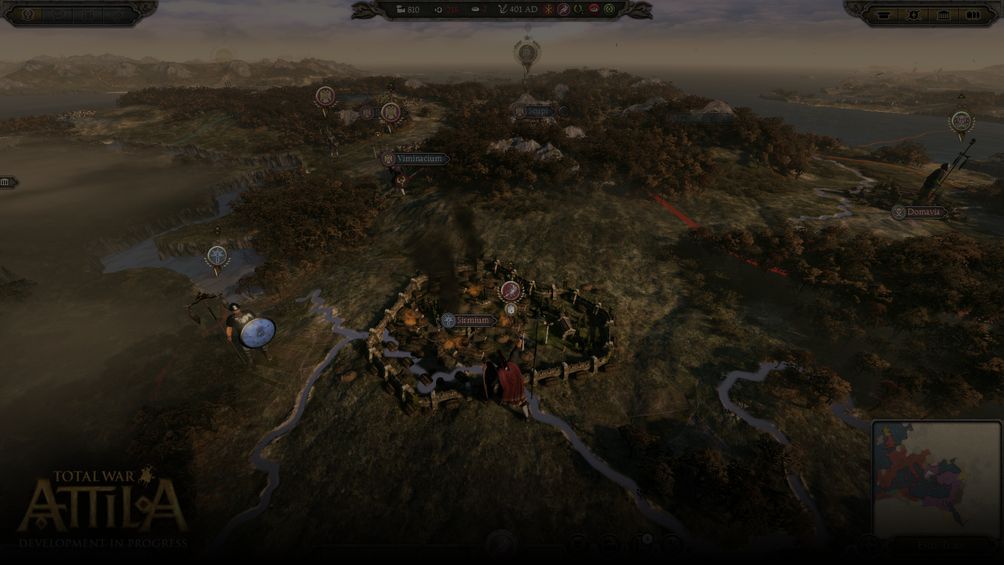 810
401 AD
Viminacium
Domavia
Sirmium
TOTAL WAR
ATTILA
DEVELOPMENT IN PROGRESS